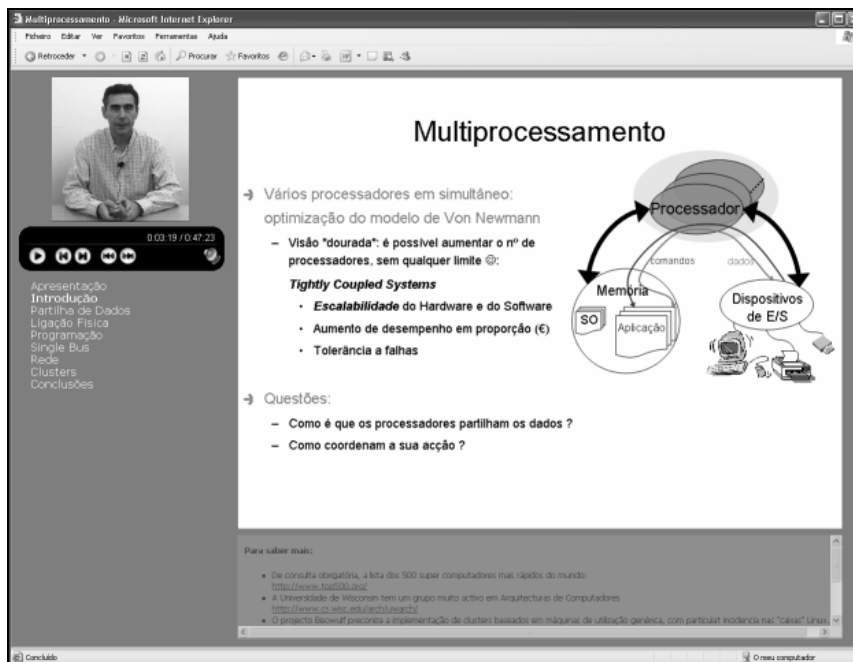 Multiprocessamento - Microsoft Internet Explorer
Ficheiro Editar Ver Favoritos Ferramentas Ajuda
Retroceder Procurar Favoritos
0:03:19 / 0:47:23
Apresentação
Introdução
Partilha de Dados
Ligação Física
Programação
Single Bus
Rede
Clusters
Conclusões
Multiprocessamento
Vários processadores em simultâneo:
optimização do modelo de Von Newmann
– Visão "dourada": é possível aumentar o nº de
processadores, sem qualquer limite ☺:
Tightly Coupled Systems
• Escalabilidade do Hardware e do Software
• Aumento de desempenho em proporção (€)
• Tolerância a falhas
Questões:
– Como é que os processadores partilham os dados ?
– Como coordenam a sua acção ?
Processador
comandos
dados
Memória
SO
Aplicação
Dispositivos
de E/S
Para saber mais:
• De consulta obrigatória, a lista dos 500 super computadores mais rápidos do mundo:
http://www.top500.org/
• A Universidade de Wisconsin tem um grupo muito activo em Arquitecturas de Computadores
http://www.cs.wisc.edu/arch/uwarch/
• O projecto Beowulf preconiza a implementação de clusters baseados em máquinas de utilização genérica, com particular incidência nas "caixas" Linux.
Concluído
O meu computador